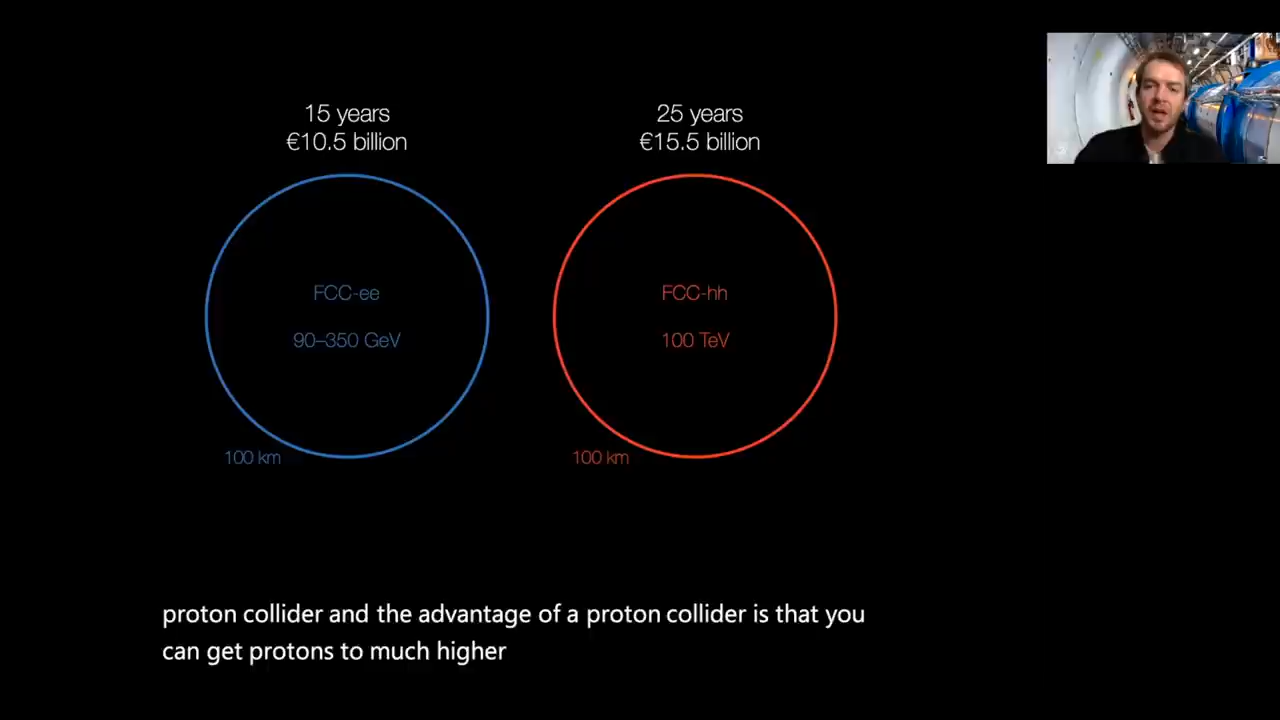 15 years
€10.5 billion
25 years
€15.5 billion
FCC-ee
90–350 GeV
FCC-hh
100 TeV
100 km
100 km
proton collider and the advantage of a proton collider is that you
can get protons to much higher